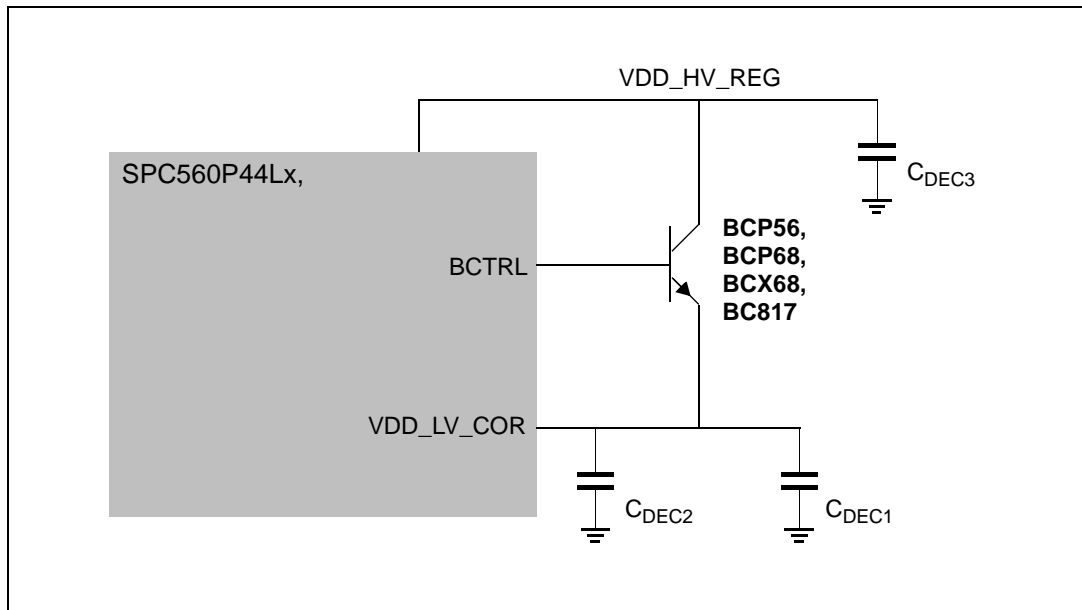 VDD_HV_REG
SPC560P44Lx,
CDEC3
BCP56,
BCP68,
BCX68,
BC817
BCTRL
VDD_LV_COR
CDEC2
CDEC1